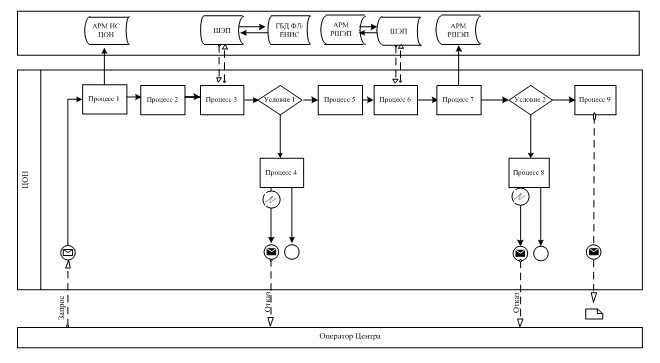 АРМ ИС
ЦОН
ШЭП
ГБД ФЛ/
ЕНИС
АРМ
РШЭП
ШЭП
АРМ
РШЭП
ЦОН
Процесс 1
Процесс 2
Процесс 3
Условие 1
Процесс 5
Процесс 6
Процесс 7
Условие 2
Процесс 9
Процесс 4
Процесс 8
Запрос
Отказ
Отказ
Оператор Центра